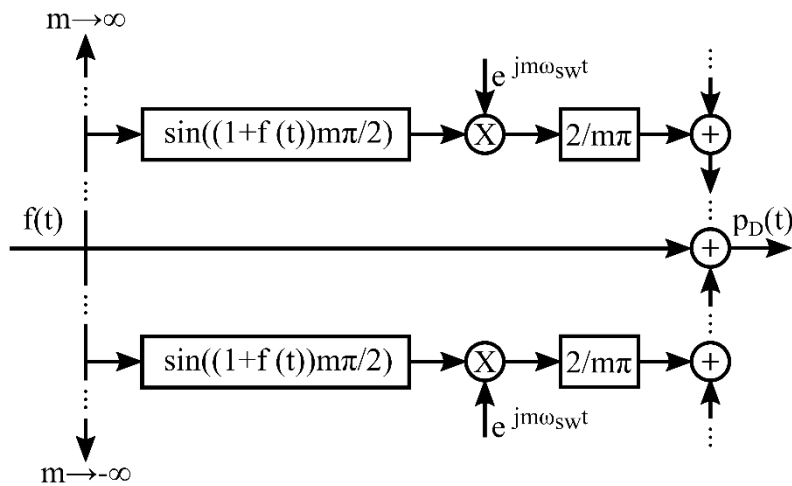 m→∞
e jmωswt
sin((1+f (t))mπ/2)
X
2/mπ
+
f(t)
+
pD(t)
sin((1+f (t))mπ/2)
X
2/mπ
+
e jmωswt
m→-∞